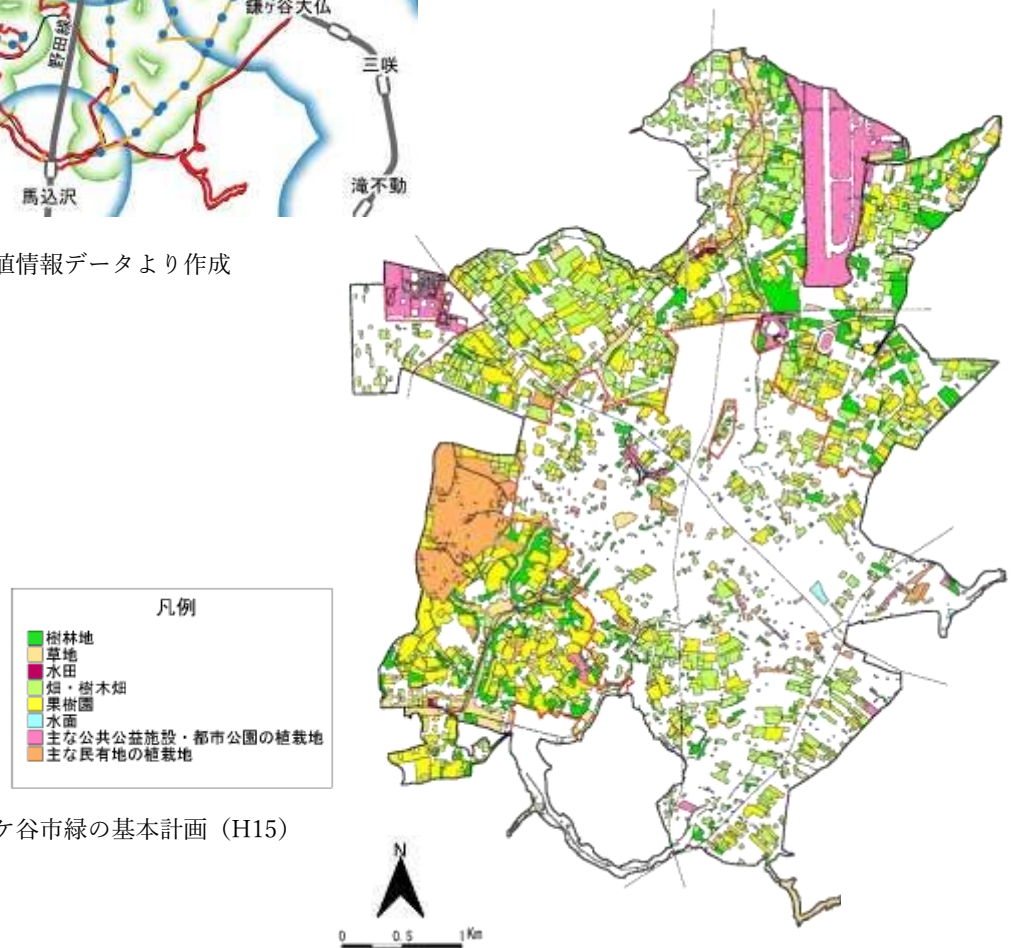 鎌ヶ谷大仏
野田線
三咲
馬込沢
滝不動
値情報データより作成
凡例
樹林地
草地
水田
畑・樹木畑
果樹園
水面
主な公共公益施設・都市公園の植栽地
主な民有地の植栽地
ケ谷市緑の基本計画（H15）
N
0 0.5 1Km